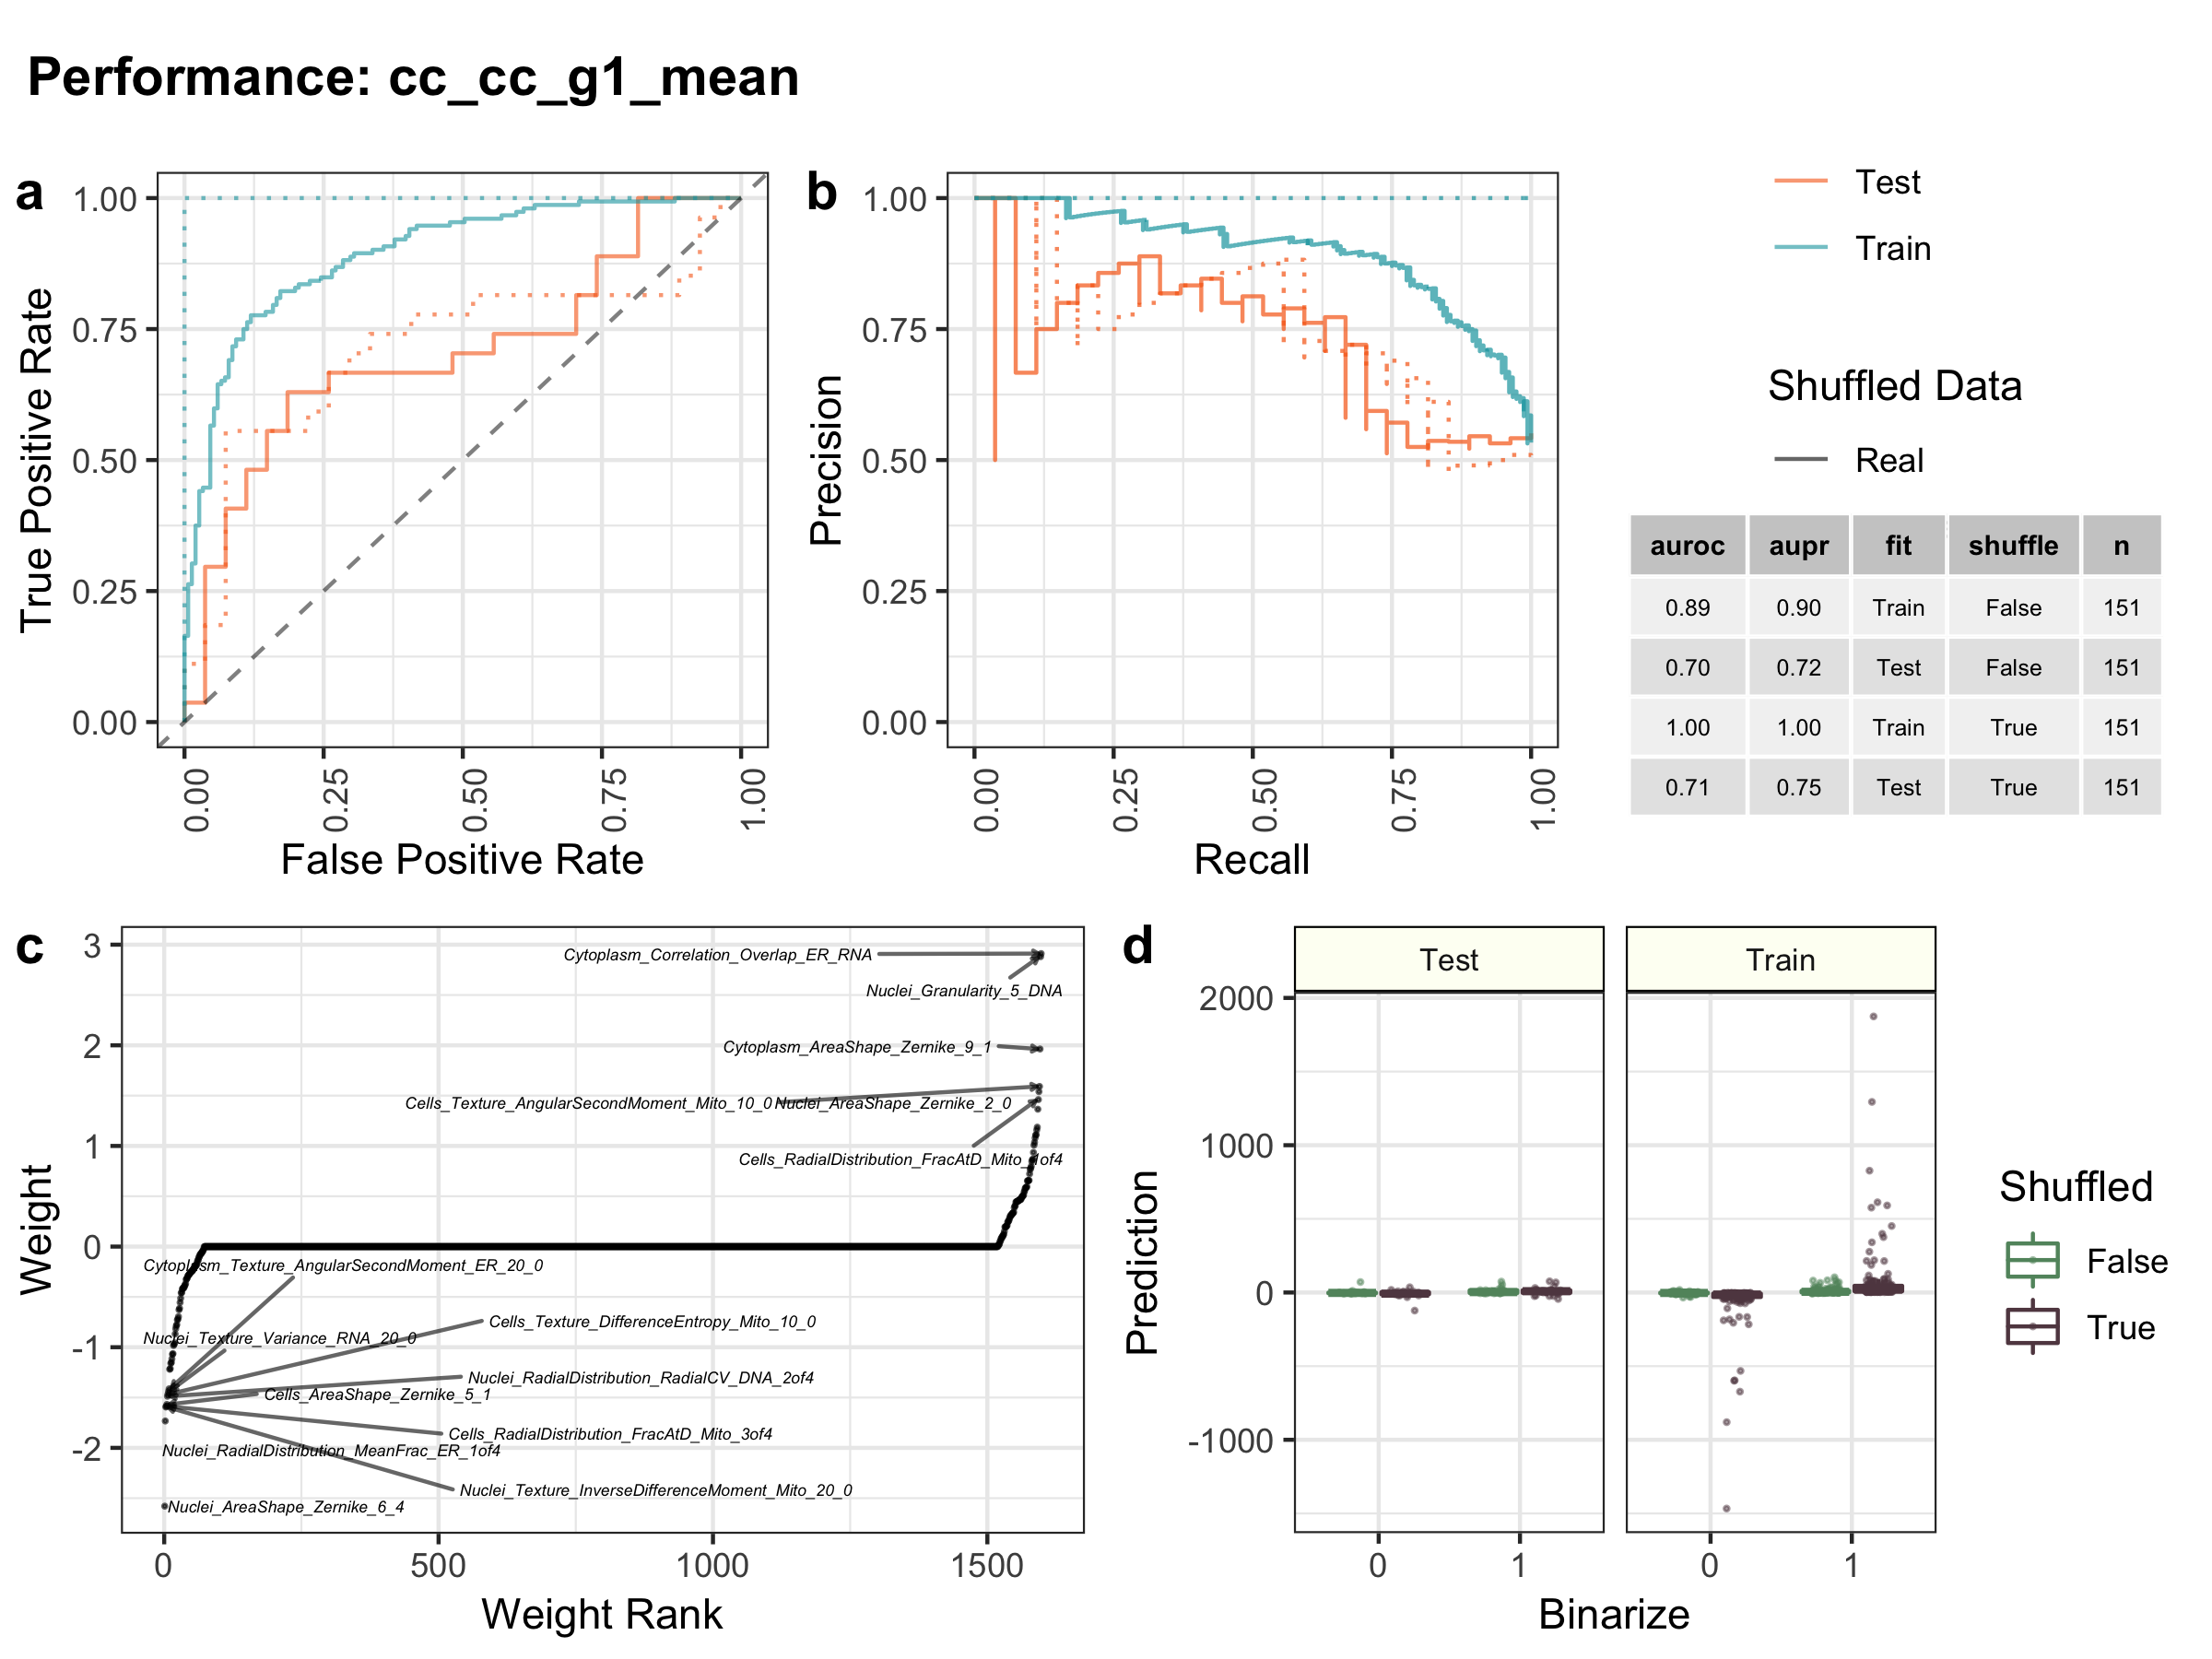 Performance: cc_cc_g1_mean
a
1.00
0.75
0.50
0.25
0.00
True Positive Rate
0.00
0.25
0.50
0.75
1.00
False Positive Rate
b
1.00
0.75
0.50
0.25
0.00
Precision
0.00
0.25
0.50
0.75
1.00
Recall
Test
Train
Shuffled Data
Real
auroc aupr fit shuffle n
0.89 0.90 Train False 151
0.70 0.72 Test False 151
1.00 1.00 Train True 151
0.71 0.75 Test True 151
c
3
2
1
0
-1
-2
Weight
Cytoplasm_Correlation_Overlap_ER_RNA
Nuclei_Granularity_5_DNA
Cytoplasm_AreaShape_Zernike_9_1
Cells_Texture_AngularSecondMoment_Mito_10_0
Nuclei_AreaShape_Zernike_2_0
Cells_RadialDistribution_FracAtD_Mito_1of4
Cytoplasm_Texture_AngularSecondMoment_ER_20_0
Cells_Texture_DifferenceEntropy_Mito_10_0
Nuclei_Texture_Variance_RNA_20_0
Nuclei_RadialDistribution_RadialCV_DNA_2of4
Cells_AreaShape_Zernike_5_1
Cells_RadialDistribution_FracAtD_Mito_3of4
Nuclei_RadialDistribution_MeanFrac_ER_1of4
Nuclei_Texture_InverseDifferenceMoment_Mito_20_0
Nuclei_AreaShape_Zernike_6_4
0
500
1000
1500
Weight Rank
d
Test
Train
2000
1000
0
-1000
Prediction
0
1
0
1
Binarize
Shuffled
False
True